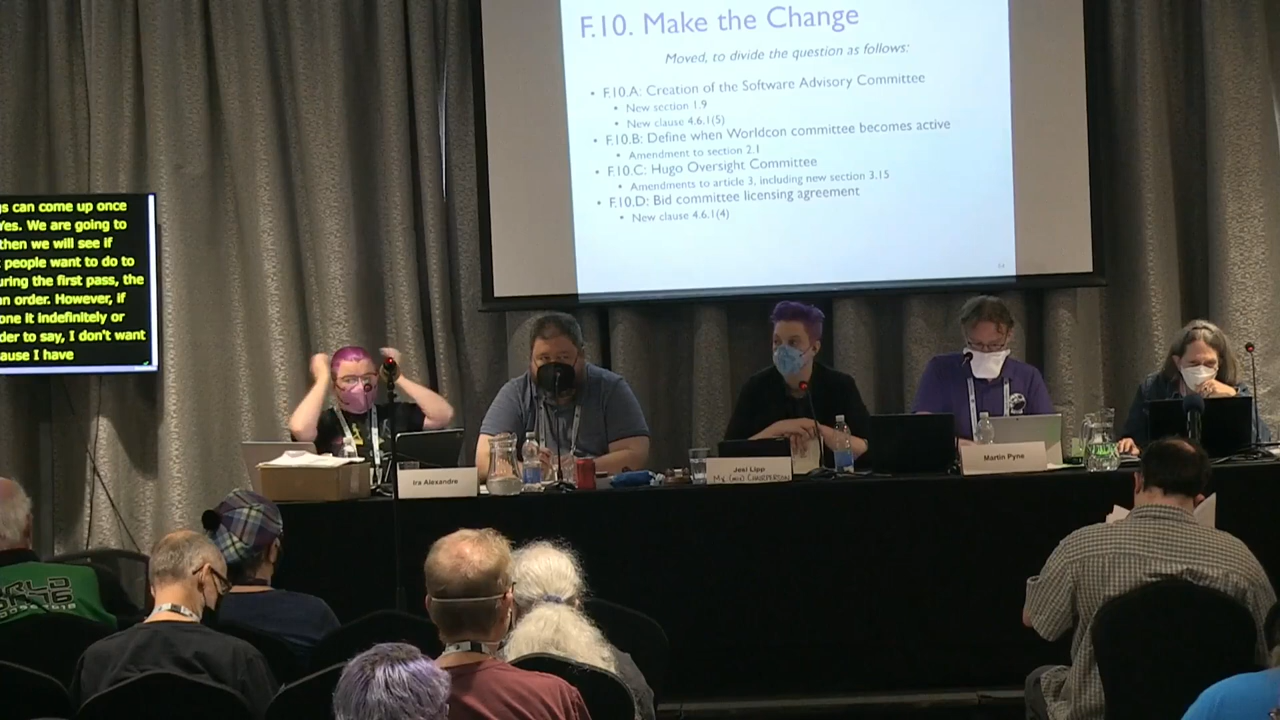 F.10. Make the Change
Moved, to divide the question as follows:
• F.10.A: Creation of the Software Advisory Committee
• New section 1.9
• New clause 4.6.1(5)
• F.10.B: Define when Worldcon committee becomes active
• Amendment to section 2.1
• F.10.C: Hugo Oversight Committee
• Amendments to article 3, including new section 3.15
• F.10.D: Bid committee licensing agreement
• New clause 4.6.1(4)
gs can come up once
Yes. We are going to
then we will see if
people want to do to
uring the first pass, the
an order. However, if
one it indefinitely or
der to say, I don't want
ause I have
Ira Alexandre
Jesi Lipp
CHAIRPERSON
Martin Pyne